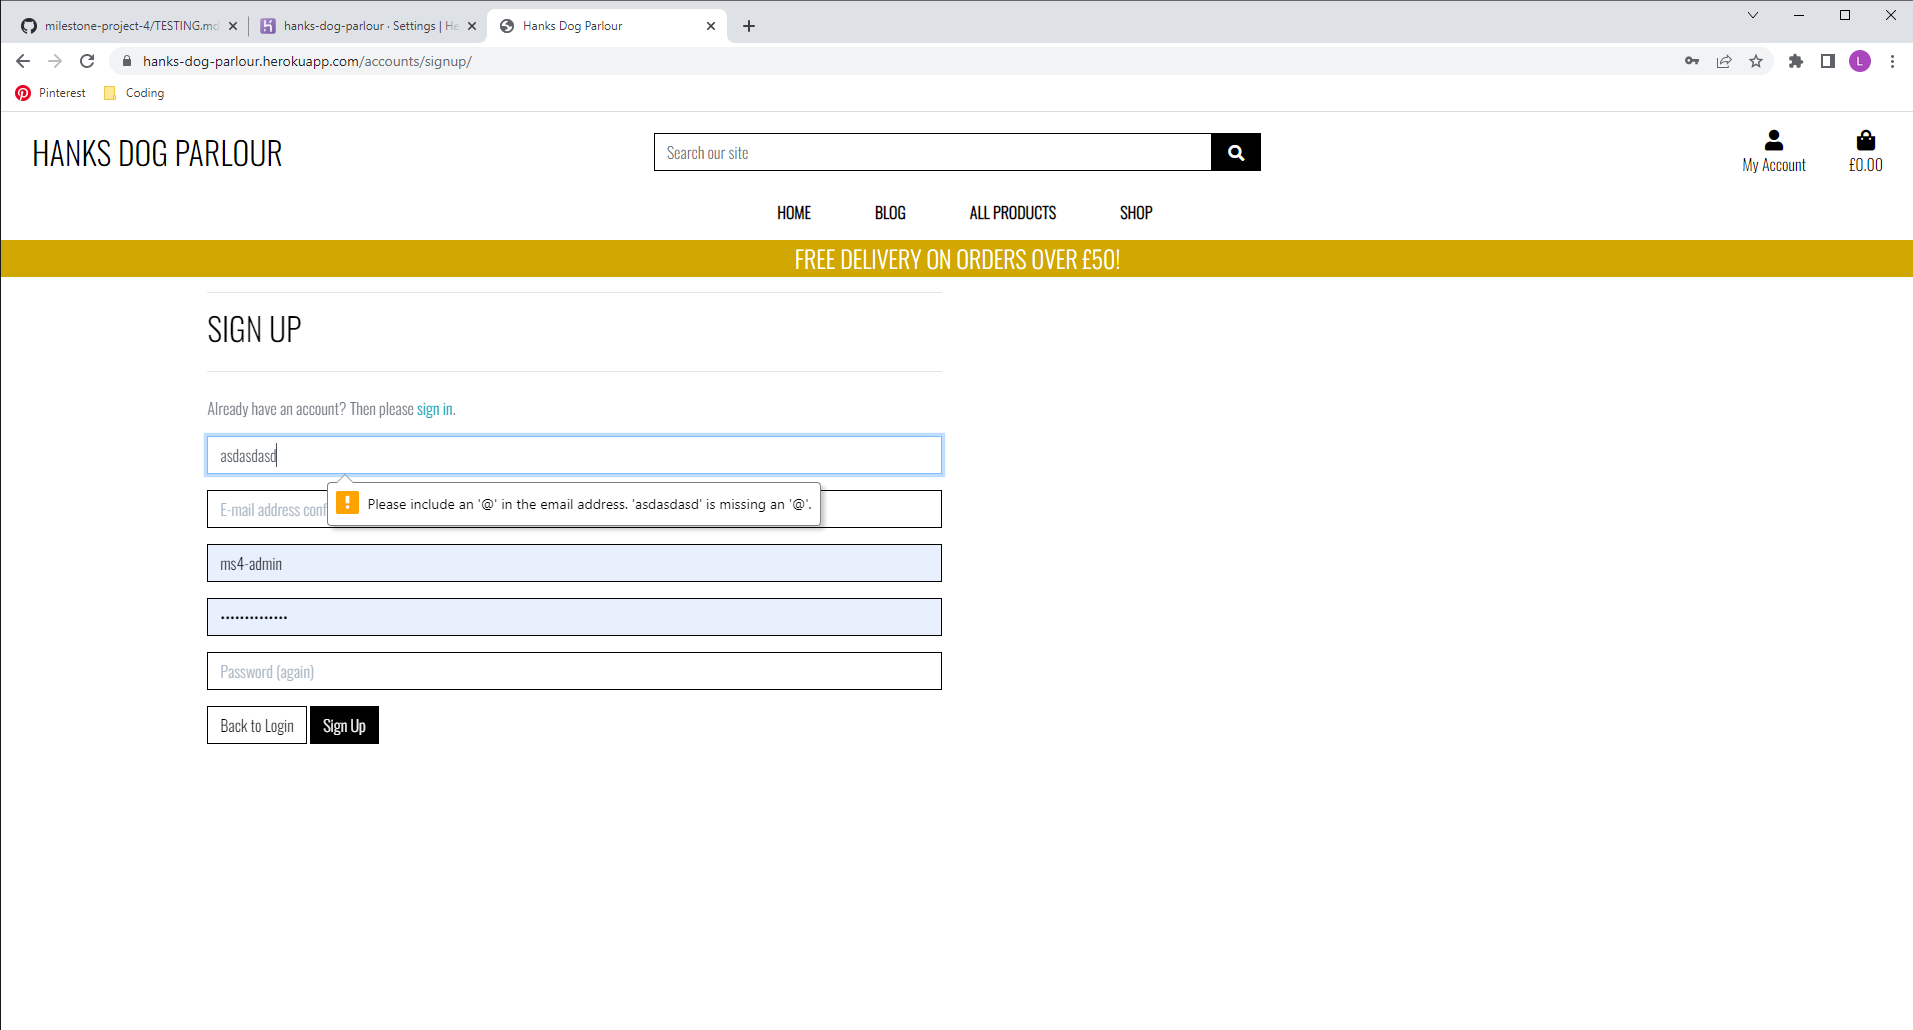 milestone-project-4/TESTING.md
hanks-dog-parlour · Settings | He
Hanks Dog Parlour
hanks-dog-parlour.herokuapp.com/accounts/signup/
L
Pinterest
Coding
HANKS DOG PARLOUR
Search our site
My Account
£0.00
HOME
BLOG
ALL PRODUCTS
SHOP
FREE DELIVERY ON ORDERS OVER £50!
SIGN UP
Already have an account? Then please sign in.
asdasdasd
Please include an '@' in the email address. 'asdasdasd' is missing an '@'.
E-mail address conf
ms4-admin
••••••••••••••
Password (again)
Back to Login
Sign Up